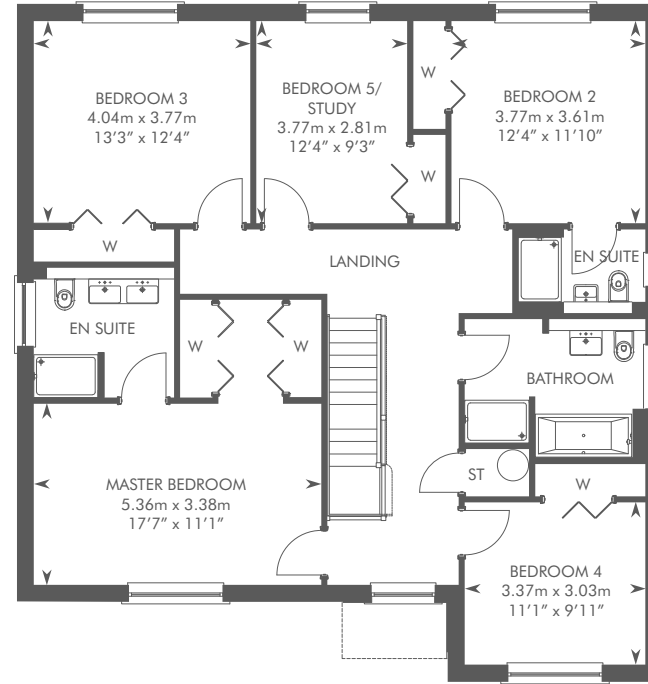 BEDROOM 3
4.04m x 3.77m
13’3” x 12’4”
BEDROOM 5/
STUDY
3.77m x 2.81m
12’4” x 9’3”
W
W
BEDROOM 2
3.77m x 3.61m
12’4” x 11’10”
W
LANDING
EN SUITE
EN SUITE
W
W
BATHROOM
MASTER BEDROOM
5.36m x 3.38m
17’7” x 11’1”
ST
W
BEDROOM 4
3.37m x 3.03m
11’1” x 9’11”